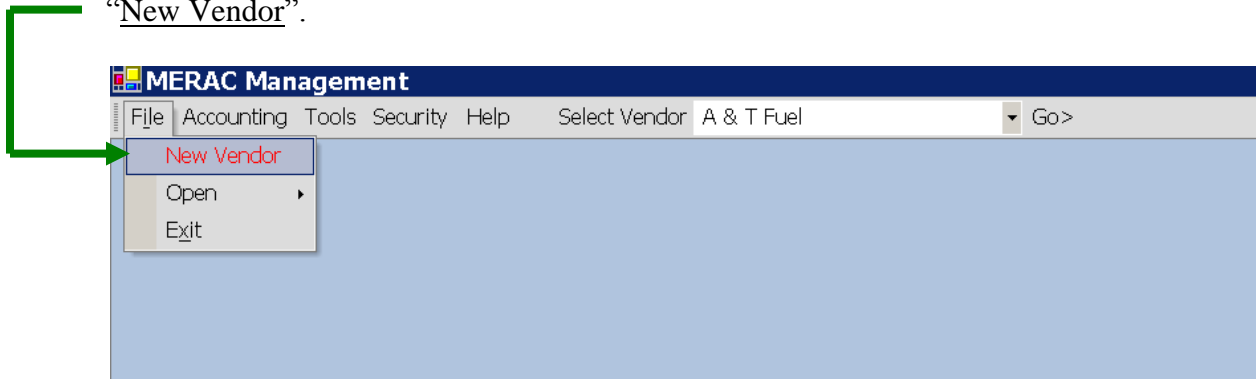 “New Vendor”.
MERAC Management
File Accounting Tools Security Help Select Vendor A & T Fuel Go>
New Vendor
Open
Exit